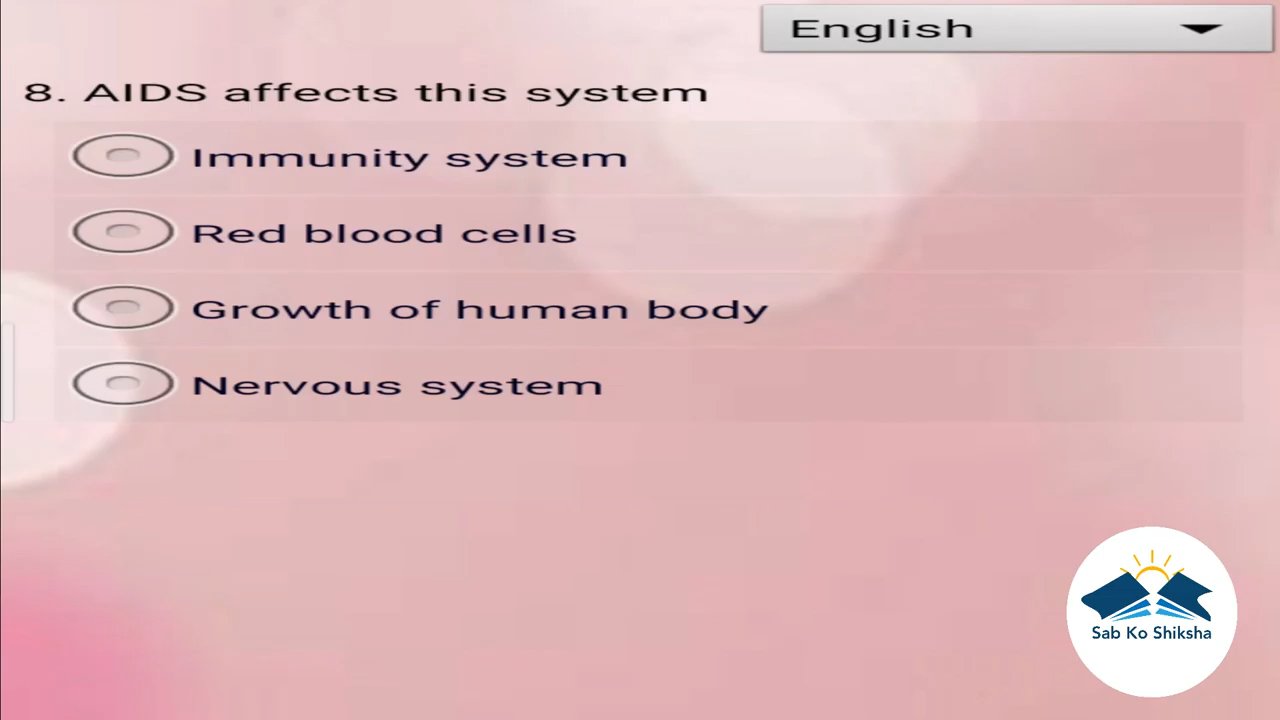 English
8. AIDS affects this system
Immunity system
Red blood cells
Growth of human body
Nervous system
Sab Ko Shiksha